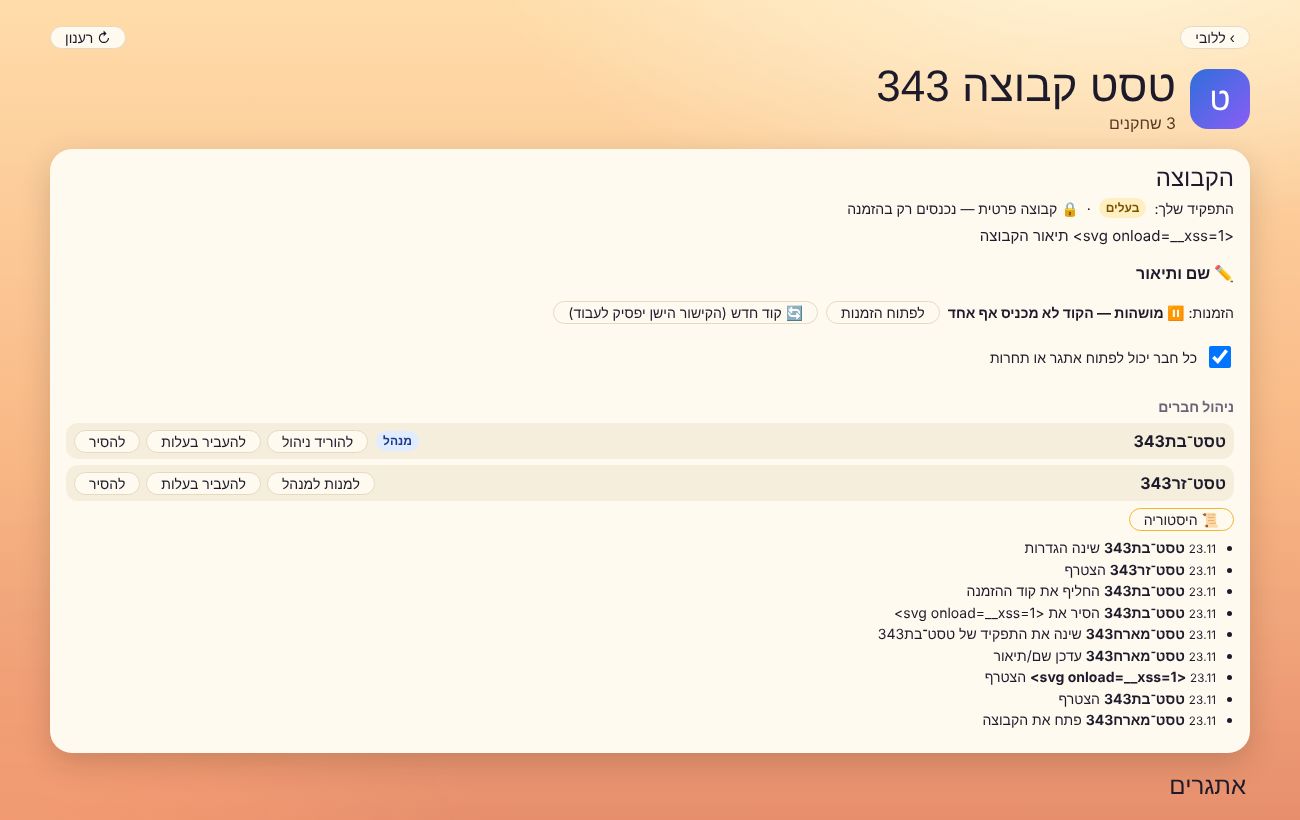 › ללובי
↻ רענון
ט
טסט קבוצה 343
3 שחקנים
הקבוצה
התפקיד שלך: בעלים · 🔒 קבוצה פרטית — נכנסים רק בהזמנה
<svg onload=__xss=1> תיאור הקבוצה
✏️ שם ותיאור
הזמנות: ⏸️ מושהות — הקוד לא מכניס אף אחד לפתוח הזמנות 🔄 קוד חדש (הקישור הישן יפסיק לעבוד)
כל חבר יכול לפתוח אתגר או תחרות
ניהול חברים
טסט־בת343 מנהל להוריד ניהול להעביר בעלות להסיר
טסט־זר343 למנות למנהל להעביר בעלות להסיר
📜 היסטוריה
• 23.11 טסט־בת343 שינה הגדרות
• 23.11 טסט־זר343 הצטרף
• 23.11 טסט־בת343 החליף את קוד ההזמנה
• 23.11 טסט־בת343 הסיר את <svg onload=__xss=1>
• 23.11 טסט־מארח343 שינה את התפקיד של טסט־בת343
• 23.11 טסט־מארח343 עדכן שם/תיאור
• 23.11 <svg onload=__xss=1> הצטרף
• 23.11 טסט־בת343 הצטרף
• 23.11 טסט־מארח343 פתח את הקבוצה
אתגרים